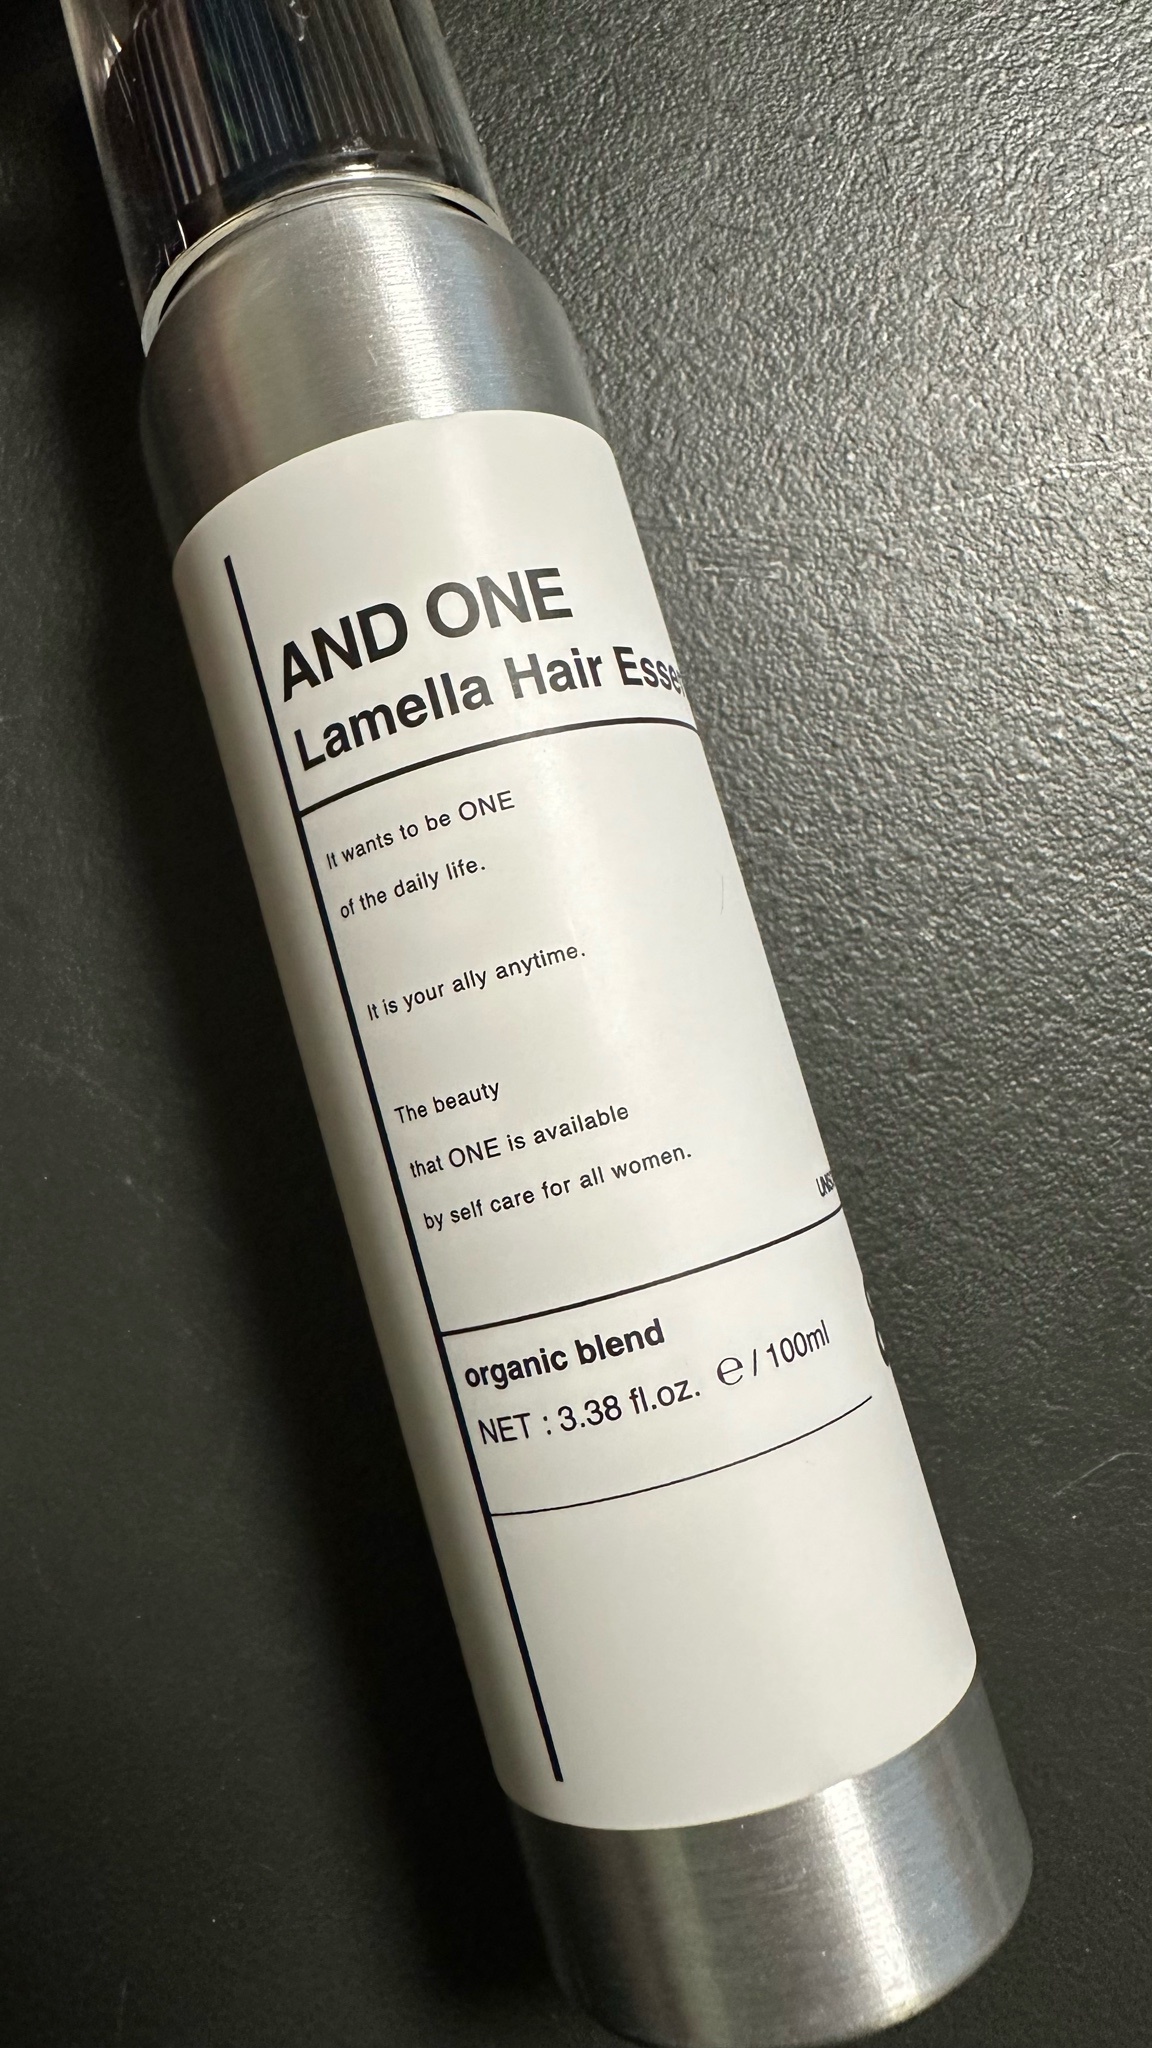 AND ONE
Lamella Hair
It wants to be ONE
of the daily life.
It is your ally anytime.
The beauty
that ONE is available
by self care for all women.
organic blend
NET : 3.38 fl.oz. ℮ / 100ml